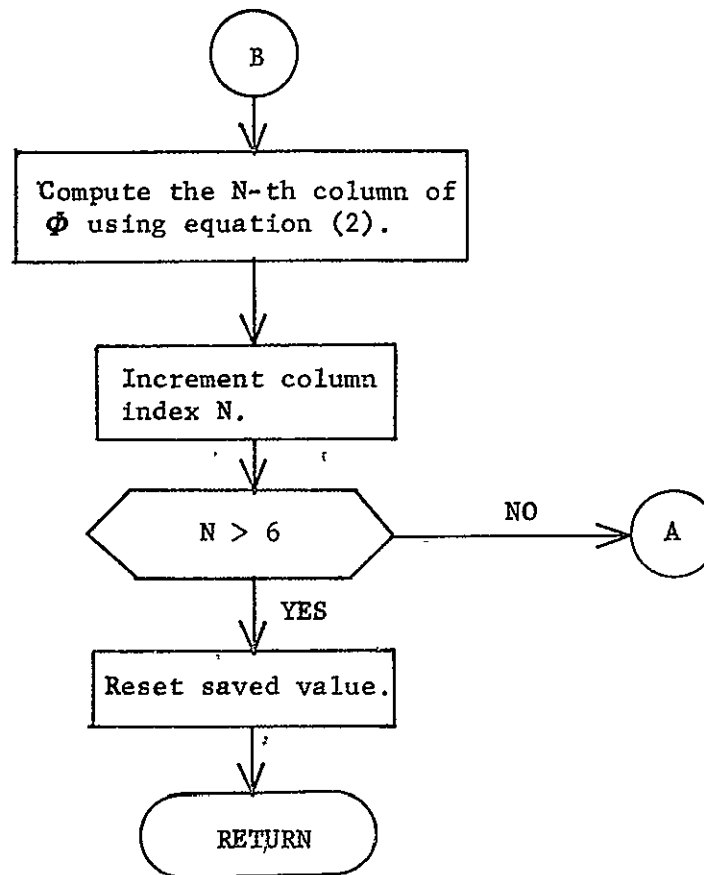 B
Compute the N-th column of
Φ using equation (2).
Increment column
index N.
N > 6
NO
A
YES
Reset saved value.
RETURN